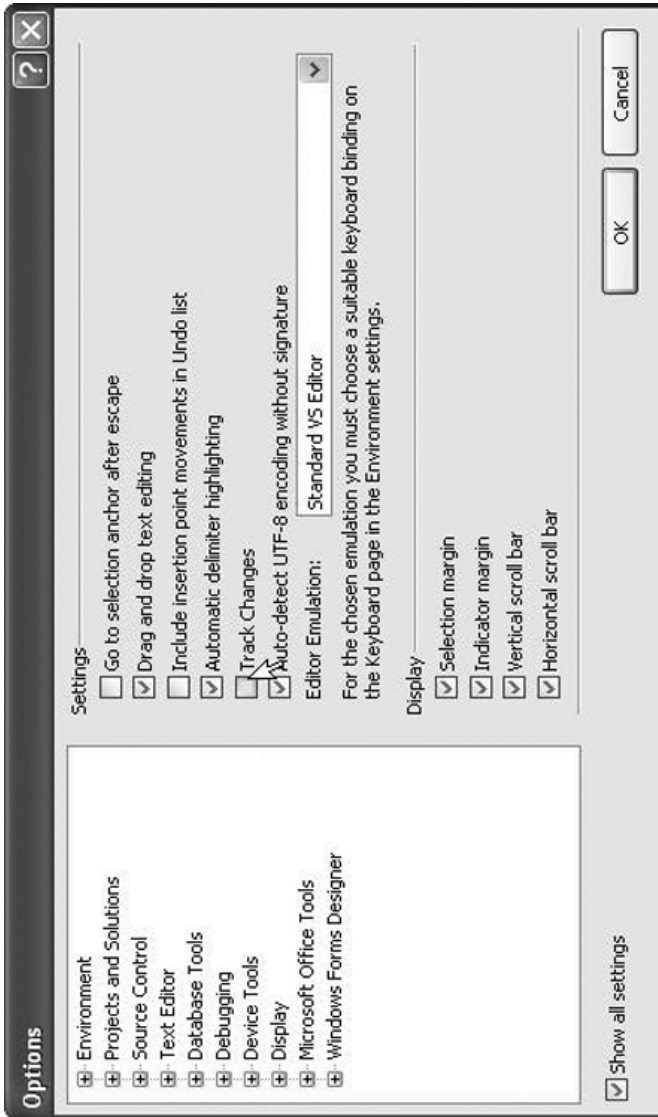 Options
Environment
Projects and Solutions
Source Control
Text Editor
Database Tools
Debugging
Device Tools
Display
Microsoft Office Tools
Windows Forms Designer
Settings
Go to selection anchor after escape
Drag and drop text editing
Include insertion point movements in Undo list
Automatic delimiter highlighting
Track Changes
Auto-detect UTF-8 encoding without signature
Editor Emulation: Standard VS Editor
For the chosen emulation you must choose a suitable keyboard binding on
the Keyboard page in the Environment settings.
Display
Selection margin
Indicator margin
Vertical scroll bar
Horizontal scroll bar
Show all settings
OK Cancel